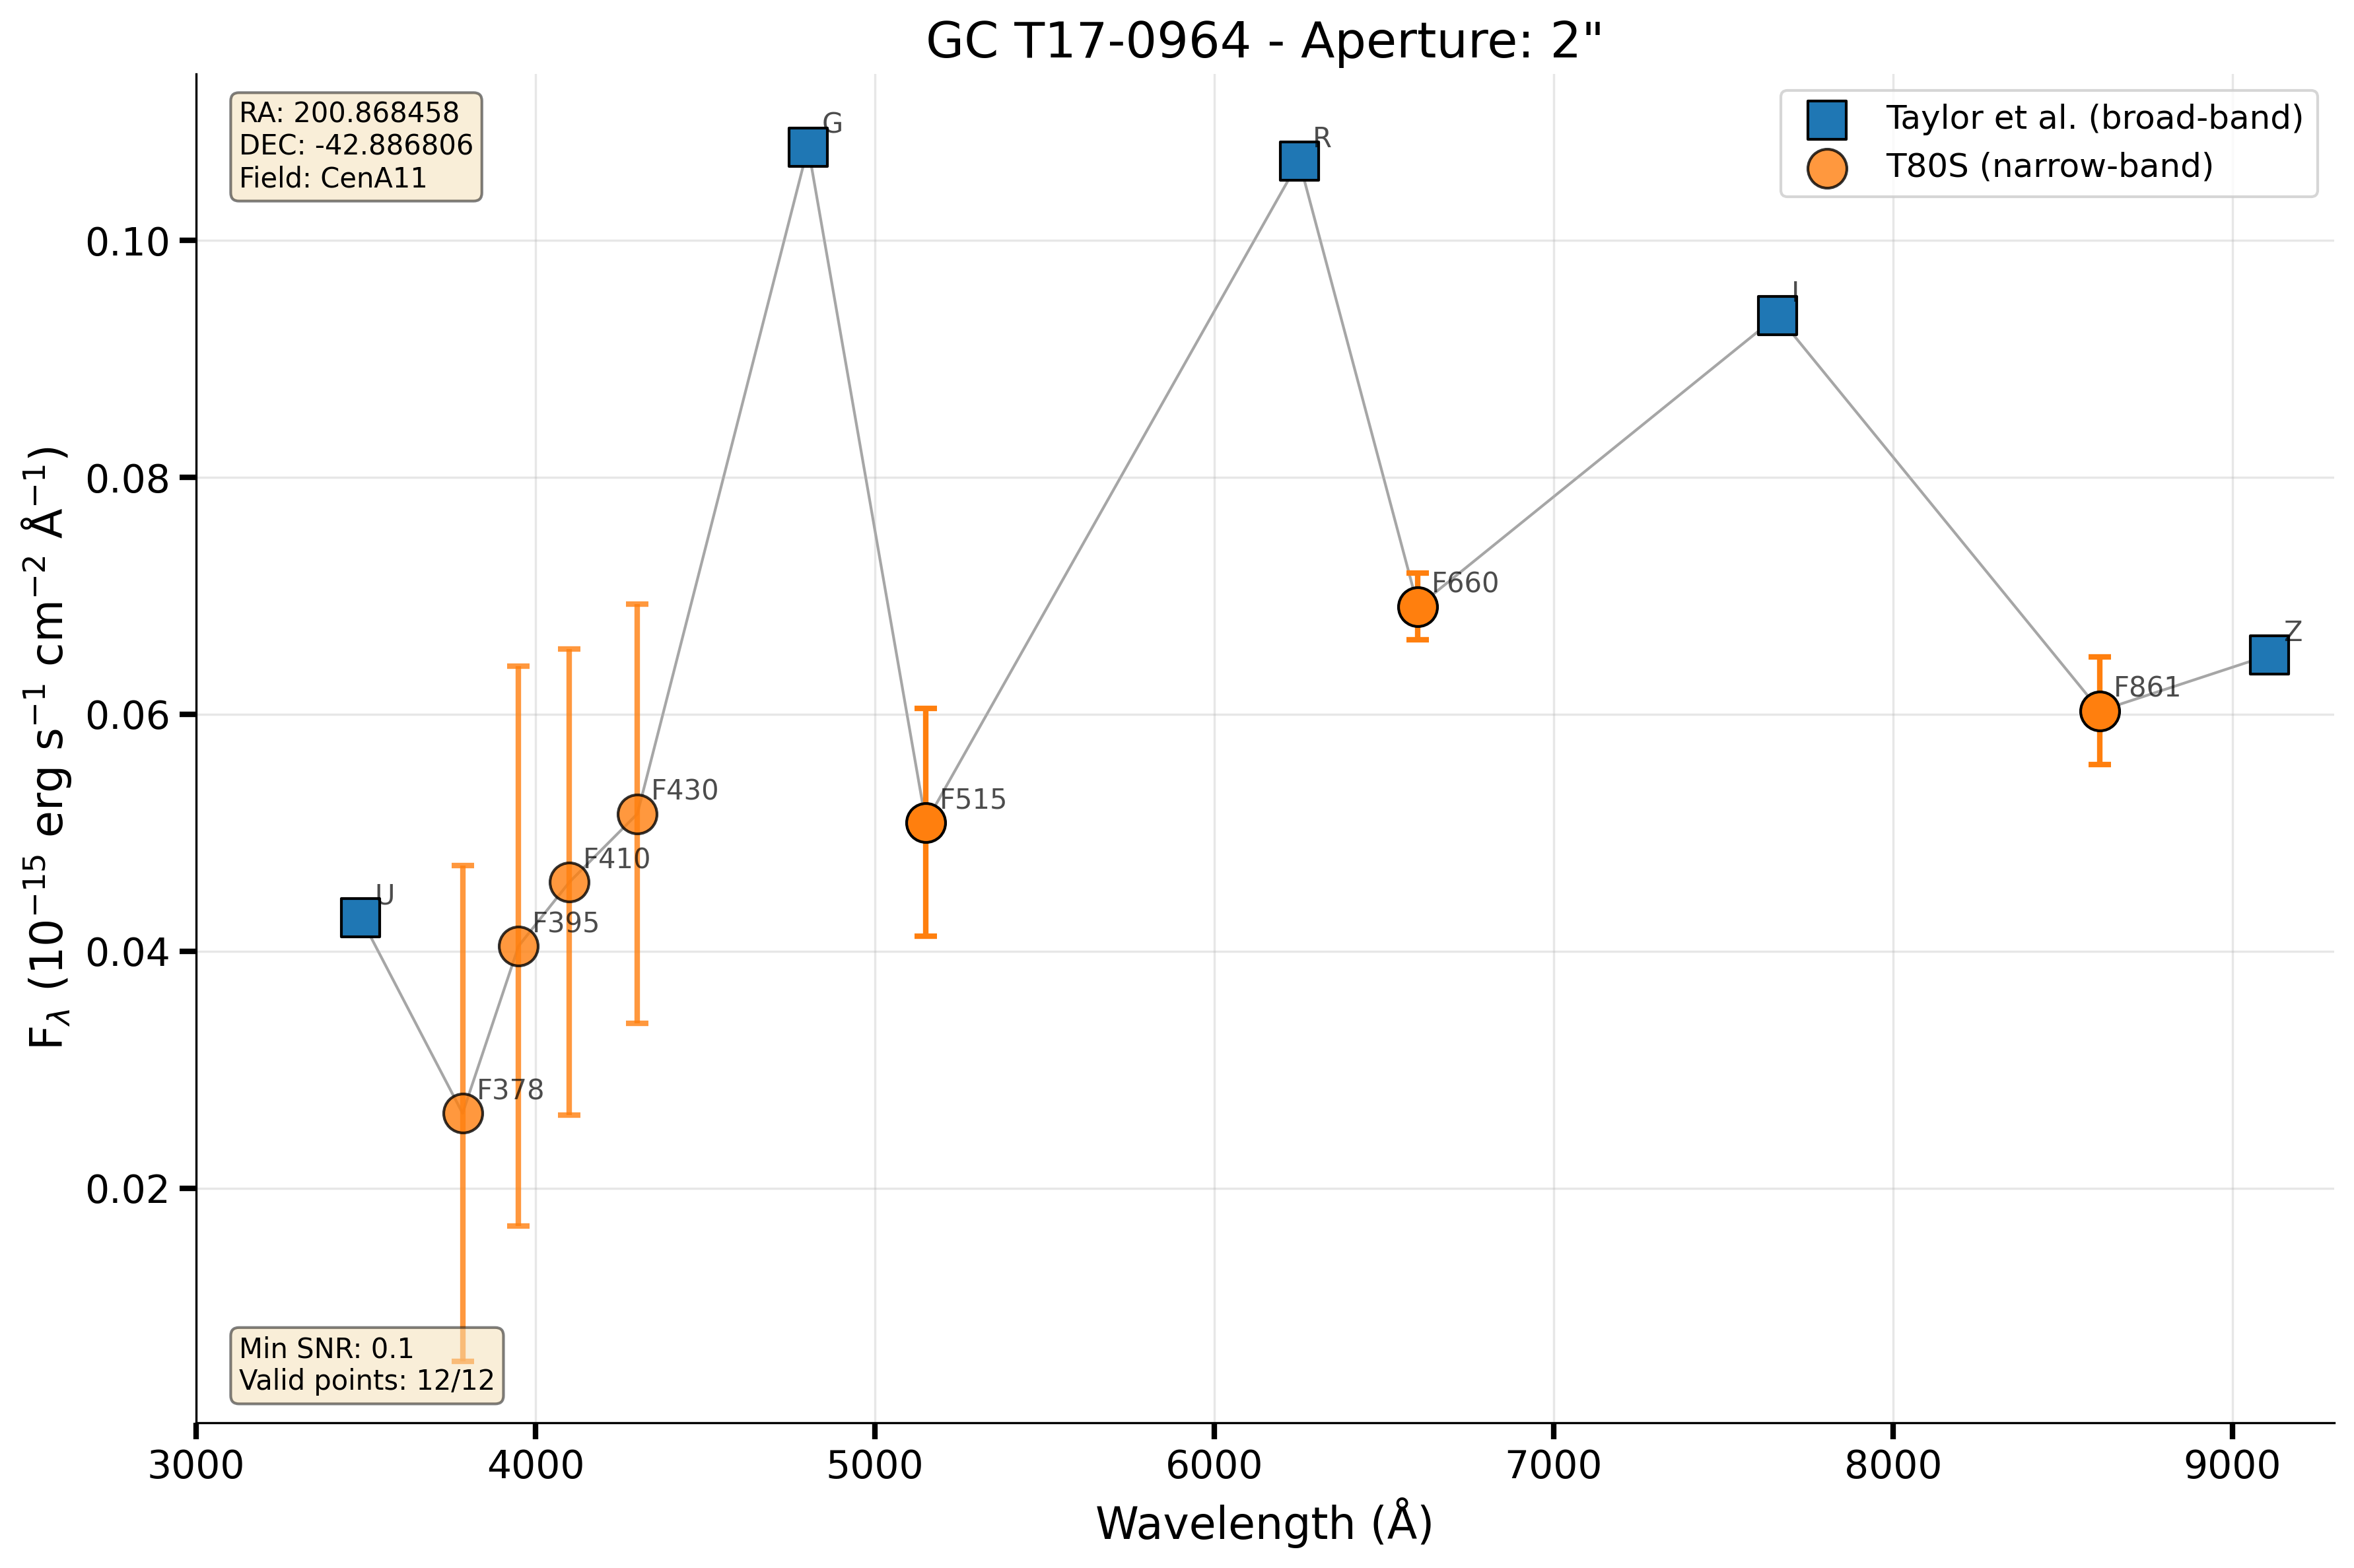 GC T17-0964 - Aperture: 2"
RA: 200.868458
DEC: -42.886806
Field: CenA11
Taylor et al. (broad-band)
T80S (narrow-band)
G
R
I
Z
U
F660
F861
F430
F515
F410
F395
F378
0.10
0.08
0.06
0.04
0.02
F_λ (10⁻¹⁵ erg s⁻¹ cm⁻² Å⁻¹)
Min SNR: 0.1
Valid points: 12/12
3000 4000 5000 6000 7000 8000 9000
Wavelength (Å)